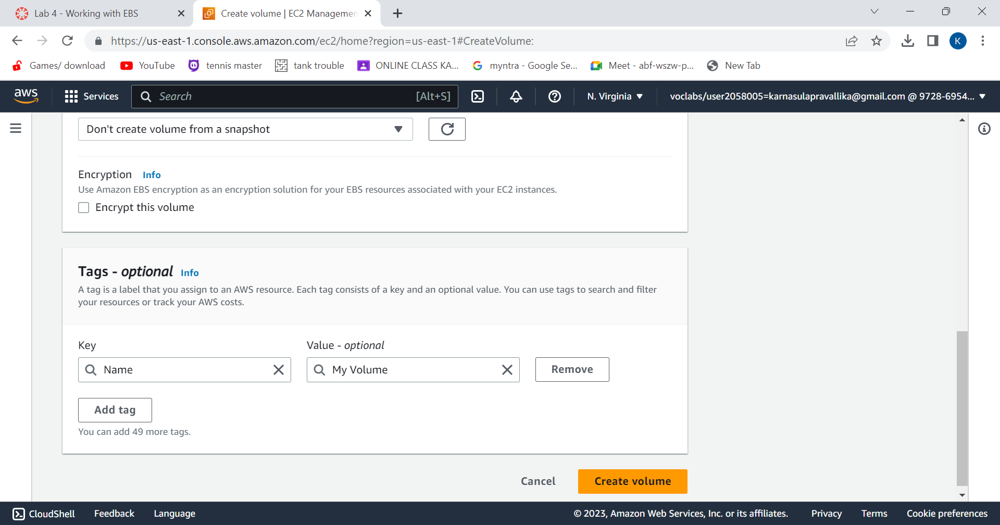 Lab 4 - Working with EBS
Create volume | EC2 Managemen
https://us-east-1.console.aws.amazon.com/ec2/home?region=us-east-1#CreateVolume:
K
Games/ download
YouTube
tennis master
tank trouble
ONLINE CLASS KA...
myntra - Google Se...
Meet - abf-wszw-p...
New Tab
aws
Services
Search
[Alt+S]
N. Virginia
voclabs/user2058005=karnasulapravallika@gmail.com @ 9728-6954...
Don't create volume from a snapshot
Encryption Info
Use Amazon EBS encryption as an encryption solution for your EBS resources associated with your EC2 instances.
Encrypt this volume
Tags - optional Info
A tag is a label that you assign to an AWS resource. Each tag consists of a key and an optional value. You can use tags to search and filter
your resources or track your AWS costs.
Key
Value - optional
Name
My Volume
Remove
Add tag
You can add 49 more tags.
Cancel
Create volume
CloudShell
Feedback
Language
© 2023, Amazon Web Services, Inc. or its affiliates.
Privacy
Terms
Cookie preferences